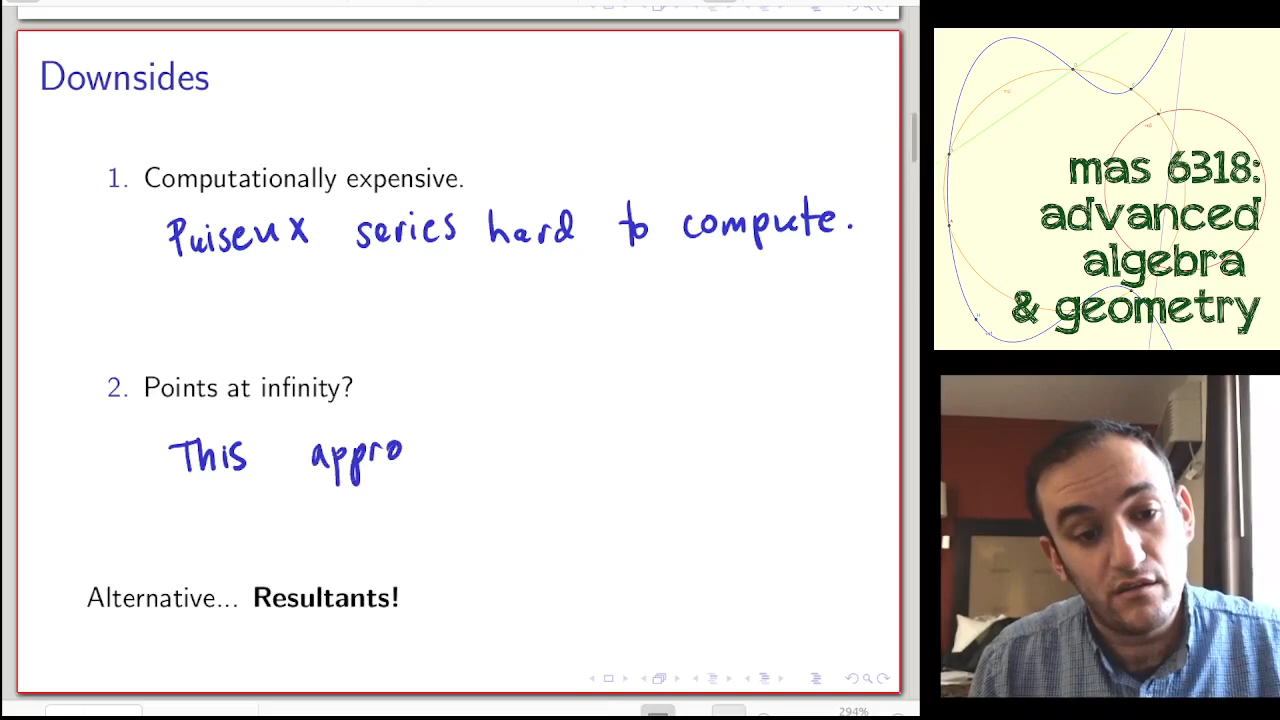 Downsides
1. Computationally expensive.
Puiseux series hard to compute.
2. Points at infinity?
This appro
Alternative... Resultants!
294%
mas 6318:
advanced
algebra
& geometry